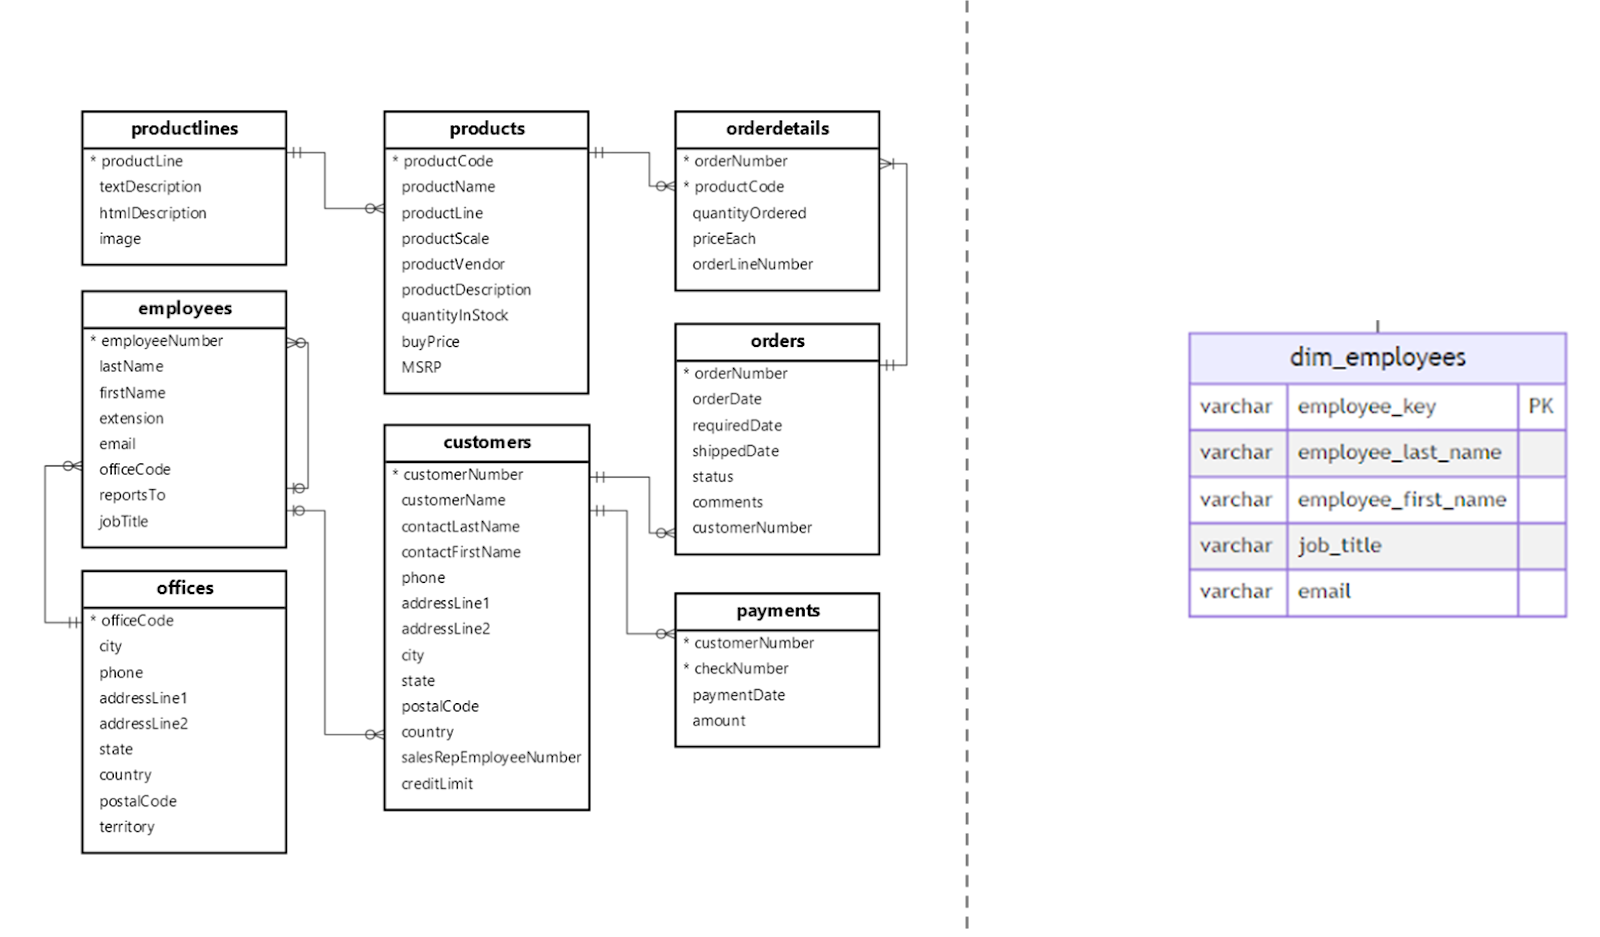 productlines
* productLine
textDescription
htmlDescription
image
employees
* employeeNumber
lastName
firstName
extension
email
officeCode
reportsTo
jobTitle
offices
* officeCode
city
phone
addressLine1
addressLine2
state
country
postalCode
territory
products
* productCode
productName
productLine
productScale
productVendor
productDescription
quantityInStock
buyPrice
MSRP
customers
* customerNumber
customerName
contactLastName
contactFirstName
phone
addressLine1
addressLine2
city
state
postalCode
country
salesRepEmployeeNumber
creditLimit
orderdetails
* orderNumber
* productCode
quantityOrdered
priceEach
orderLineNumber
orders
* orderNumber
orderDate
requiredDate
shippedDate
status
comments
customerNumber
payments
* customerNumber
* checkNumber
paymentDate
amount
dim_employees
varchar employee_key PK
varchar employee_last_name
varchar employee_first_name
varchar job_title
varchar email